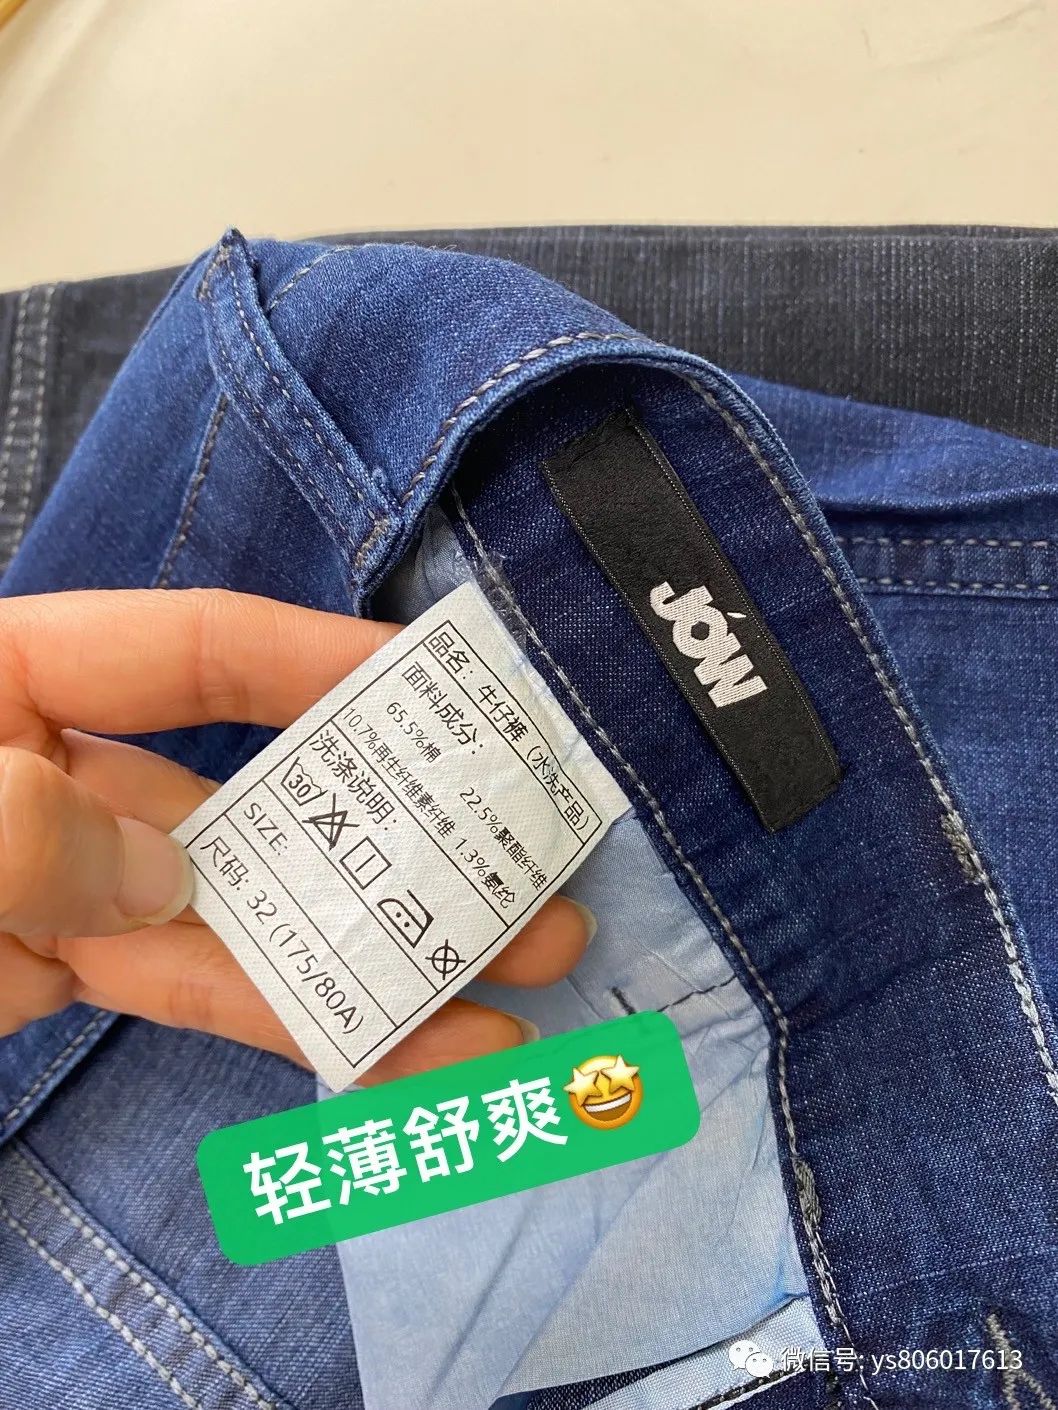 JÓW
品名: 牛仔裤 (水洗产品)
面料成分:
65.5%棉 22.5%聚酯纤维
10.7%再生纤维素纤维 1.3%氨纶
洗涤说明:
30
SIZE:
尺码: 32 (175/80A)
轻薄舒爽
微信号: ys806017613